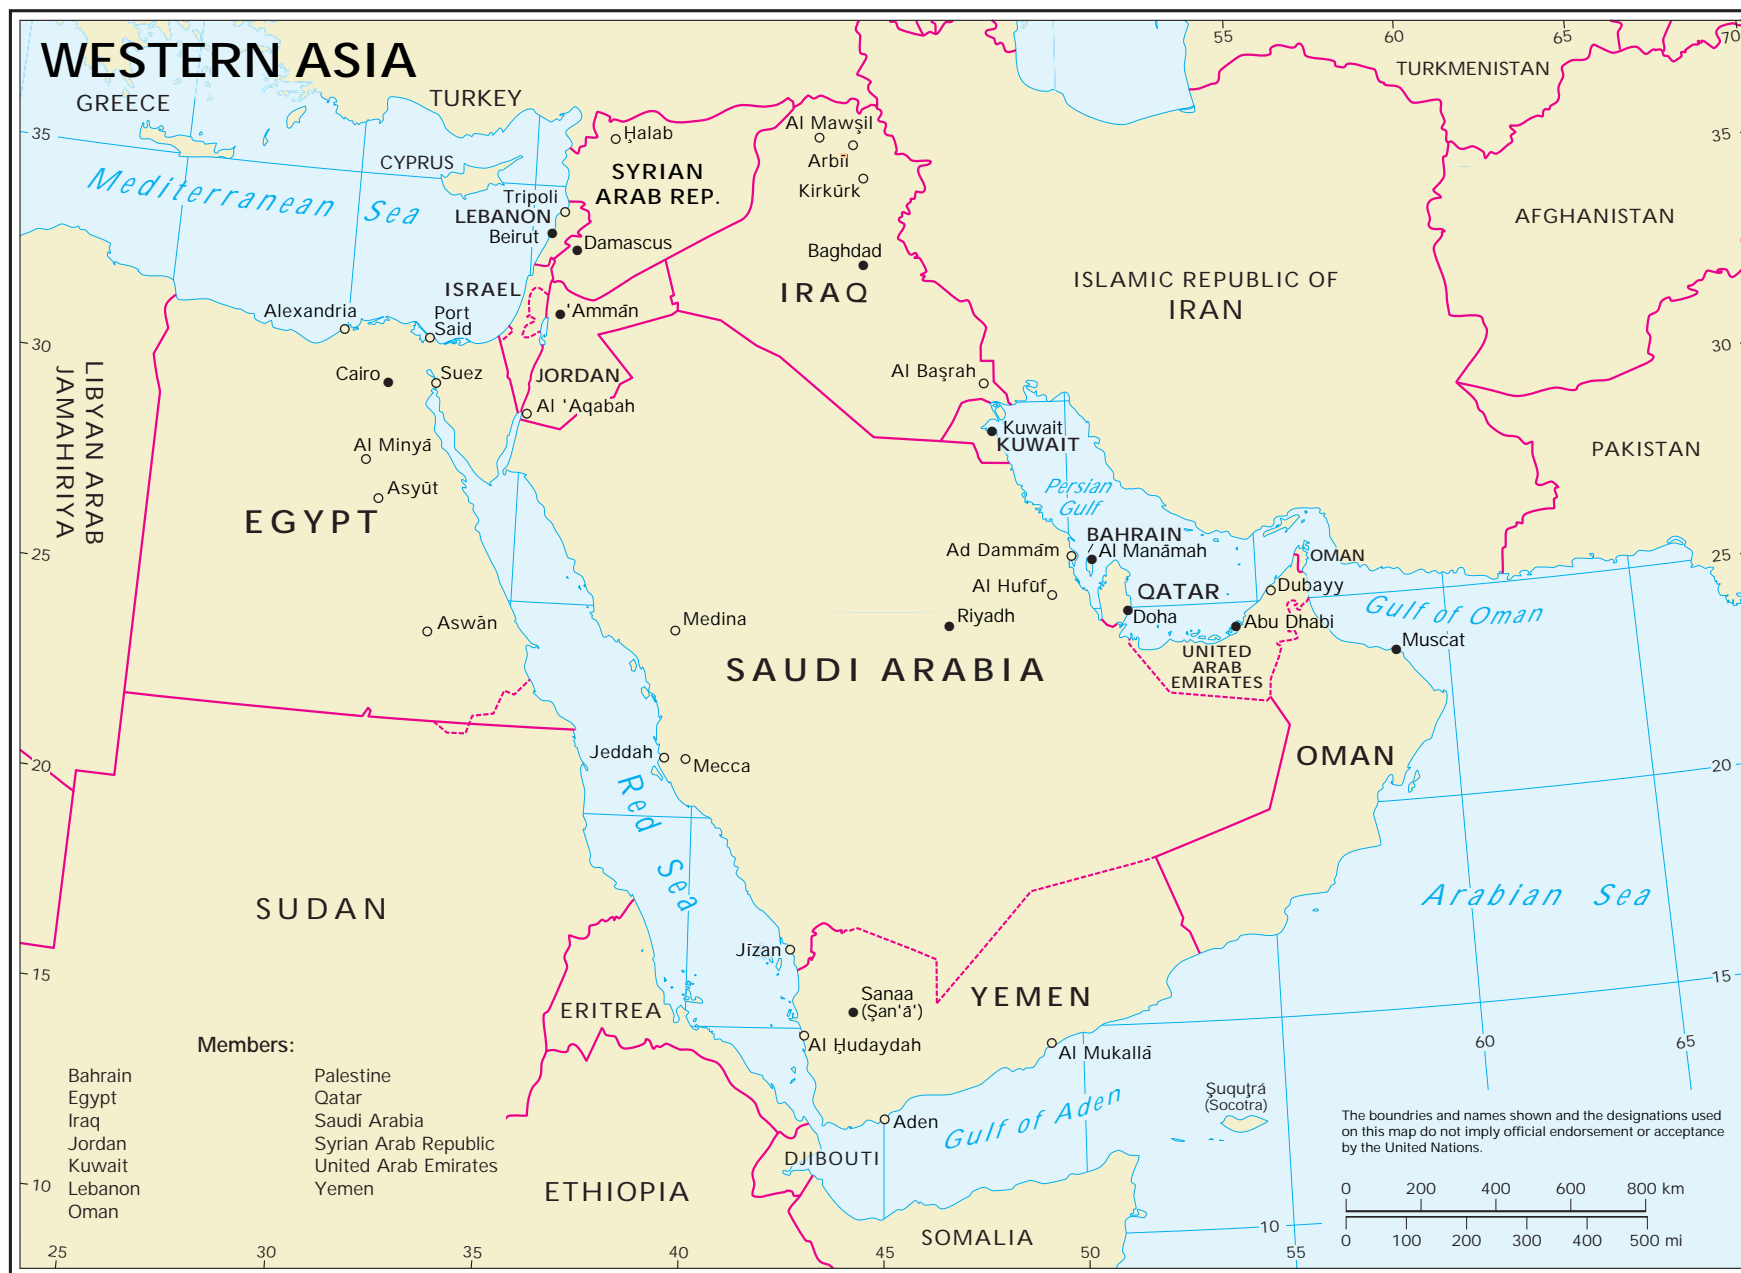 WESTERN ASIA
GREECE
TURKEY
CYPRUS
Mediterranean Sea
Ḥalab
SYRIAN
ARAB REP.
Tripoli
LEBANON
Beirut
Damascus
ISRAEL
'Ammān
JORDAN
Al 'Aqabah
Al Mawşil
Arbīl
Kirkūrk
Baghdad
IRAQ
Al Başrah
TURKMENISTAN
AFGHANISTAN
ISLAMIC REPUBLIC OF
IRAN
PAKISTAN
Alexandria
Port
Said
Cairo
Suez
Al Minyā
Asyūt
EGYPT
Aswān
LIBYAN ARAB
JAMAHIRIYA
Kuwait
KUWAIT
Persian
Gulf
BAHRAIN
Al Manāmah
Ad Dammām
Al Hufūf
QATAR
Doha
Riyadh
Medina
SAUDI ARABIA
OMAN
Dubayy
Abu Dhabi
UNITED
ARAB
EMIRATES
Gulf of Oman
Muscat
OMAN
Jeddah
Mecca
Red Sea
SUDAN
Arabian Sea
Jīzan
Sanaa
(Şan'ā')
YEMEN
ERITREA
Al Ḥudaydah
Al Mukallā
Aden
Gulf of Aden
Şuquţrá
(Socotra)
DJIBOUTI
ETHIOPIA
SOMALIA
Members:
Bahrain
Egypt
Iraq
Jordan
Kuwait
Lebanon
Oman
Palestine
Qatar
Saudi Arabia
Syrian Arab Republic
United Arab Emirates
Yemen
The boundries and names shown and the designations used
on this map do not imply official endorsement or acceptance
by the United Nations.
0 200 400 600 800 km
0 100 200 300 400 500 mi
55 60 65 70
35 35
30 30
25 25
20 20
15 15
60 65
10 10
25 30 35 40 45 50 55